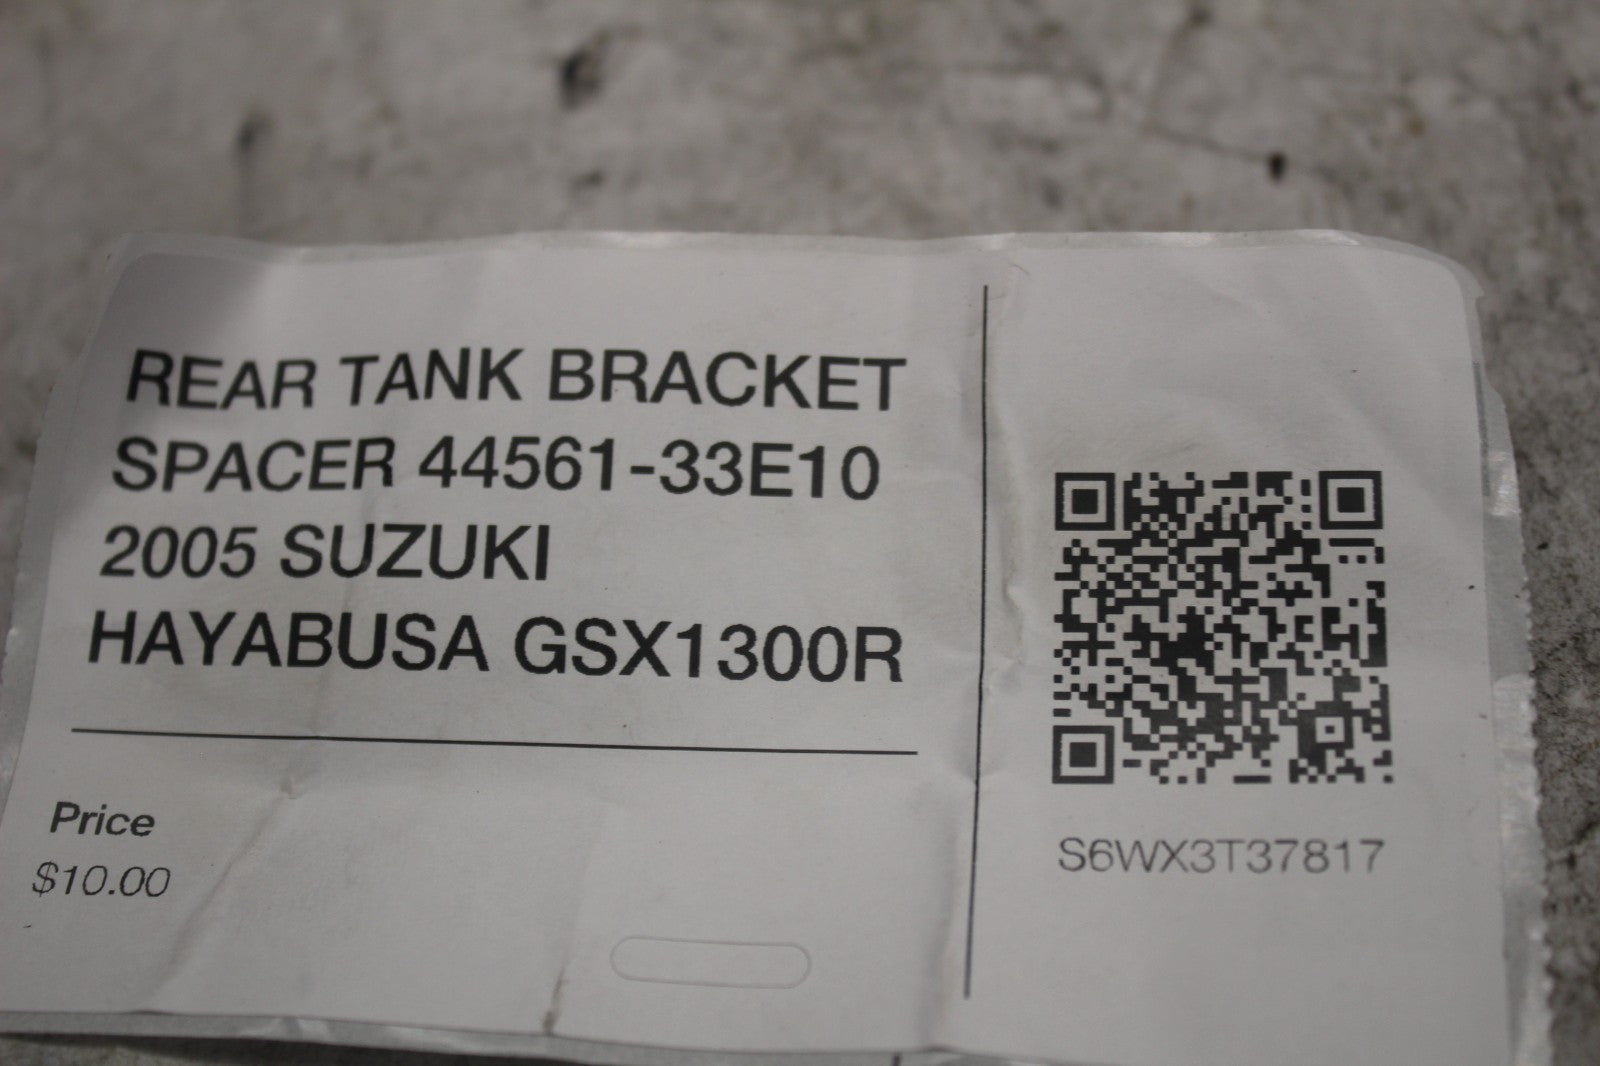 REAR TANK BRACKET
SPACER 44561-33E10
2005 SUZUKI
HAYABUSA GSX1300R
Price
$10.00
S6WX3T37817